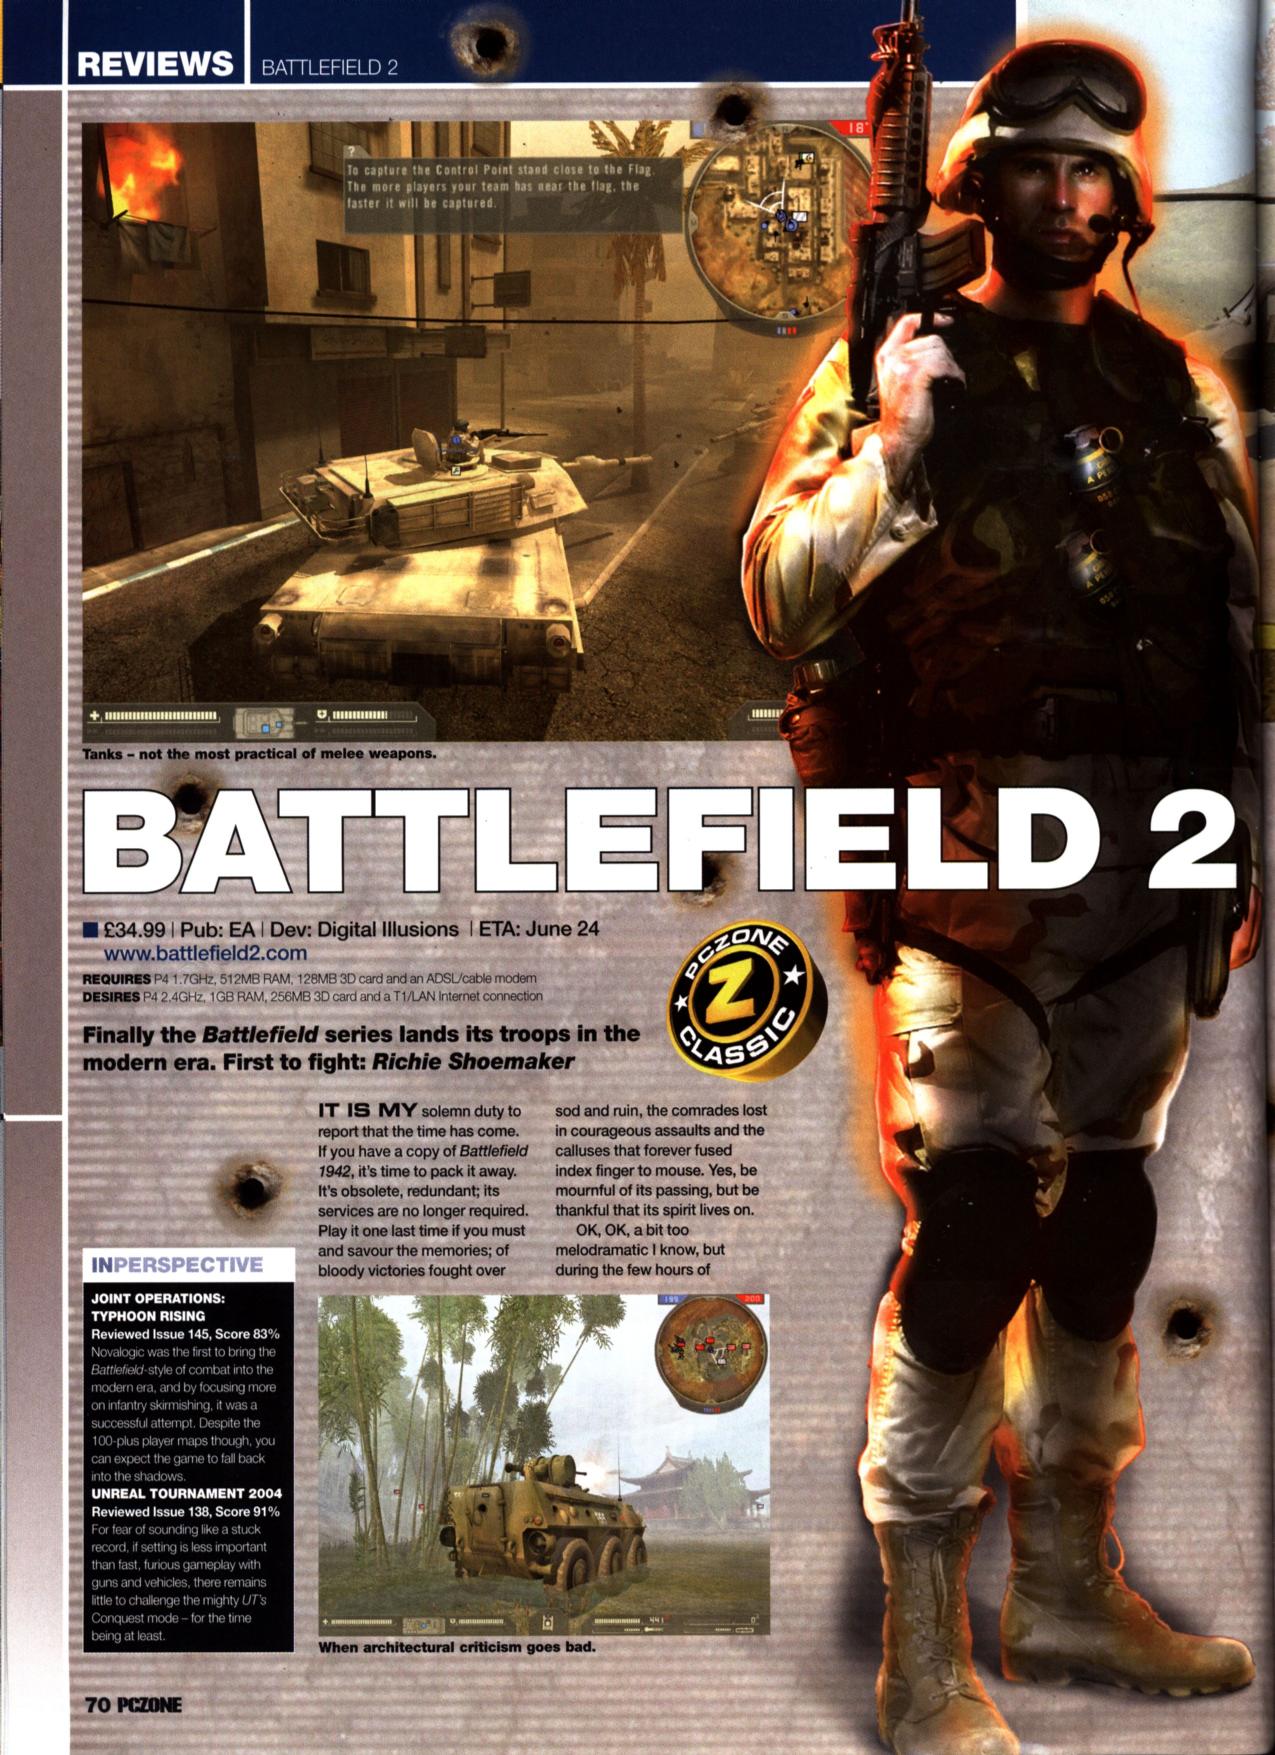 REVIEWS
BATTLEFIELD 2
?
To capture the Control Point stand close to the Flag.
The more players your team has near the flag, the
faster it will be captured.
18
Tanks – not the most practical of melee weapons.
BATTLEFIELD 2
£34.99 | Pub: EA | Dev: Digital Illusions | ETA: June 24
www.battlefield2.com
REQUIRES P4 1.7GHz, 512MB RAM, 128MB 3D card and an ADSL/cable modem
DESIRES P4 2.4GHz, 1GB RAM, 256MB 3D card and a T1/LAN Internet connection
PCZONE
Z
CLASSIC
Finally the Battlefield series lands its troops in the
modern era. First to fight: Richie Shoemaker
IT IS MY solemn duty to
report that the time has come.
If you have a copy of Battlefield
1942, it's time to pack it away.
It's obsolete, redundant; its
services are no longer required.
Play it one last time if you must
and savour the memories; of
bloody victories fought over
sod and ruin, the comrades lost
in courageous assaults and the
calluses that forever fused
index finger to mouse. Yes, be
mournful of its passing, but be
thankful that its spirit lives on.
OK, OK, a bit too
melodramatic I know, but
during the few hours of
INPERSPECTIVE
JOINT OPERATIONS:
TYPHOON RISING
Reviewed Issue 145, Score 83%
Novalogic was the first to bring the
Battlefield-style of combat into the
modern era, and by focusing more
on infantry skirmishing, it was a
successful attempt. Despite the
100-plus player maps though, you
can expect the game to fall back
into the shadows.
UNREAL TOURNAMENT 2004
Reviewed Issue 138, Score 91%
For fear of sounding like a stuck
record, if setting is less important
than fast, furious gameplay with
guns and vehicles, there remains
little to challenge the mighty UT's
Conquest mode – for the time
being at least.
199
200
441
When architectural criticism goes bad.
70 PCZONE